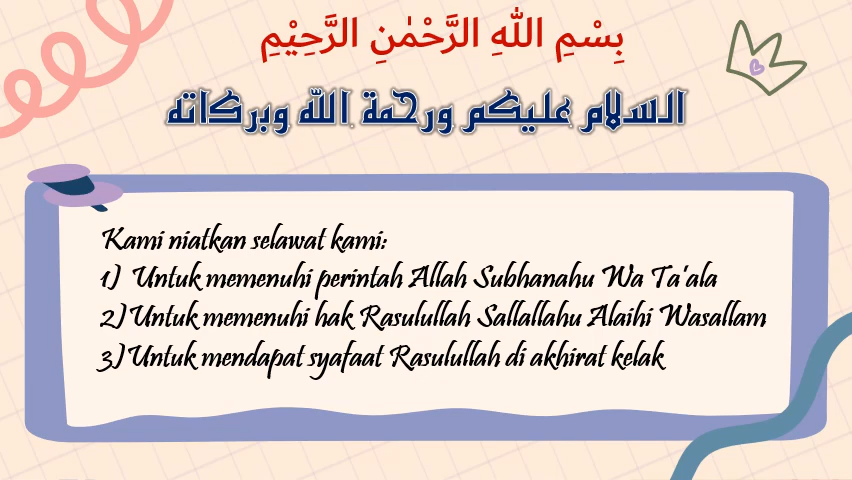 بِسْمِ اللّٰهِ الرَّحْمٰنِ الرَّحِيْمِ
السلام عليكم ورحمة الله وبركاته
Kami niatkan selawat kami:
1) Untuk memenuhi perintah Allah Subhanahu Wa Ta'ala
2) Untuk memenuhi hak Rasulullah Sallallahu Alaihi Wasallam
3) Untuk mendapat syafaat Rasulullah di akhirat kelak